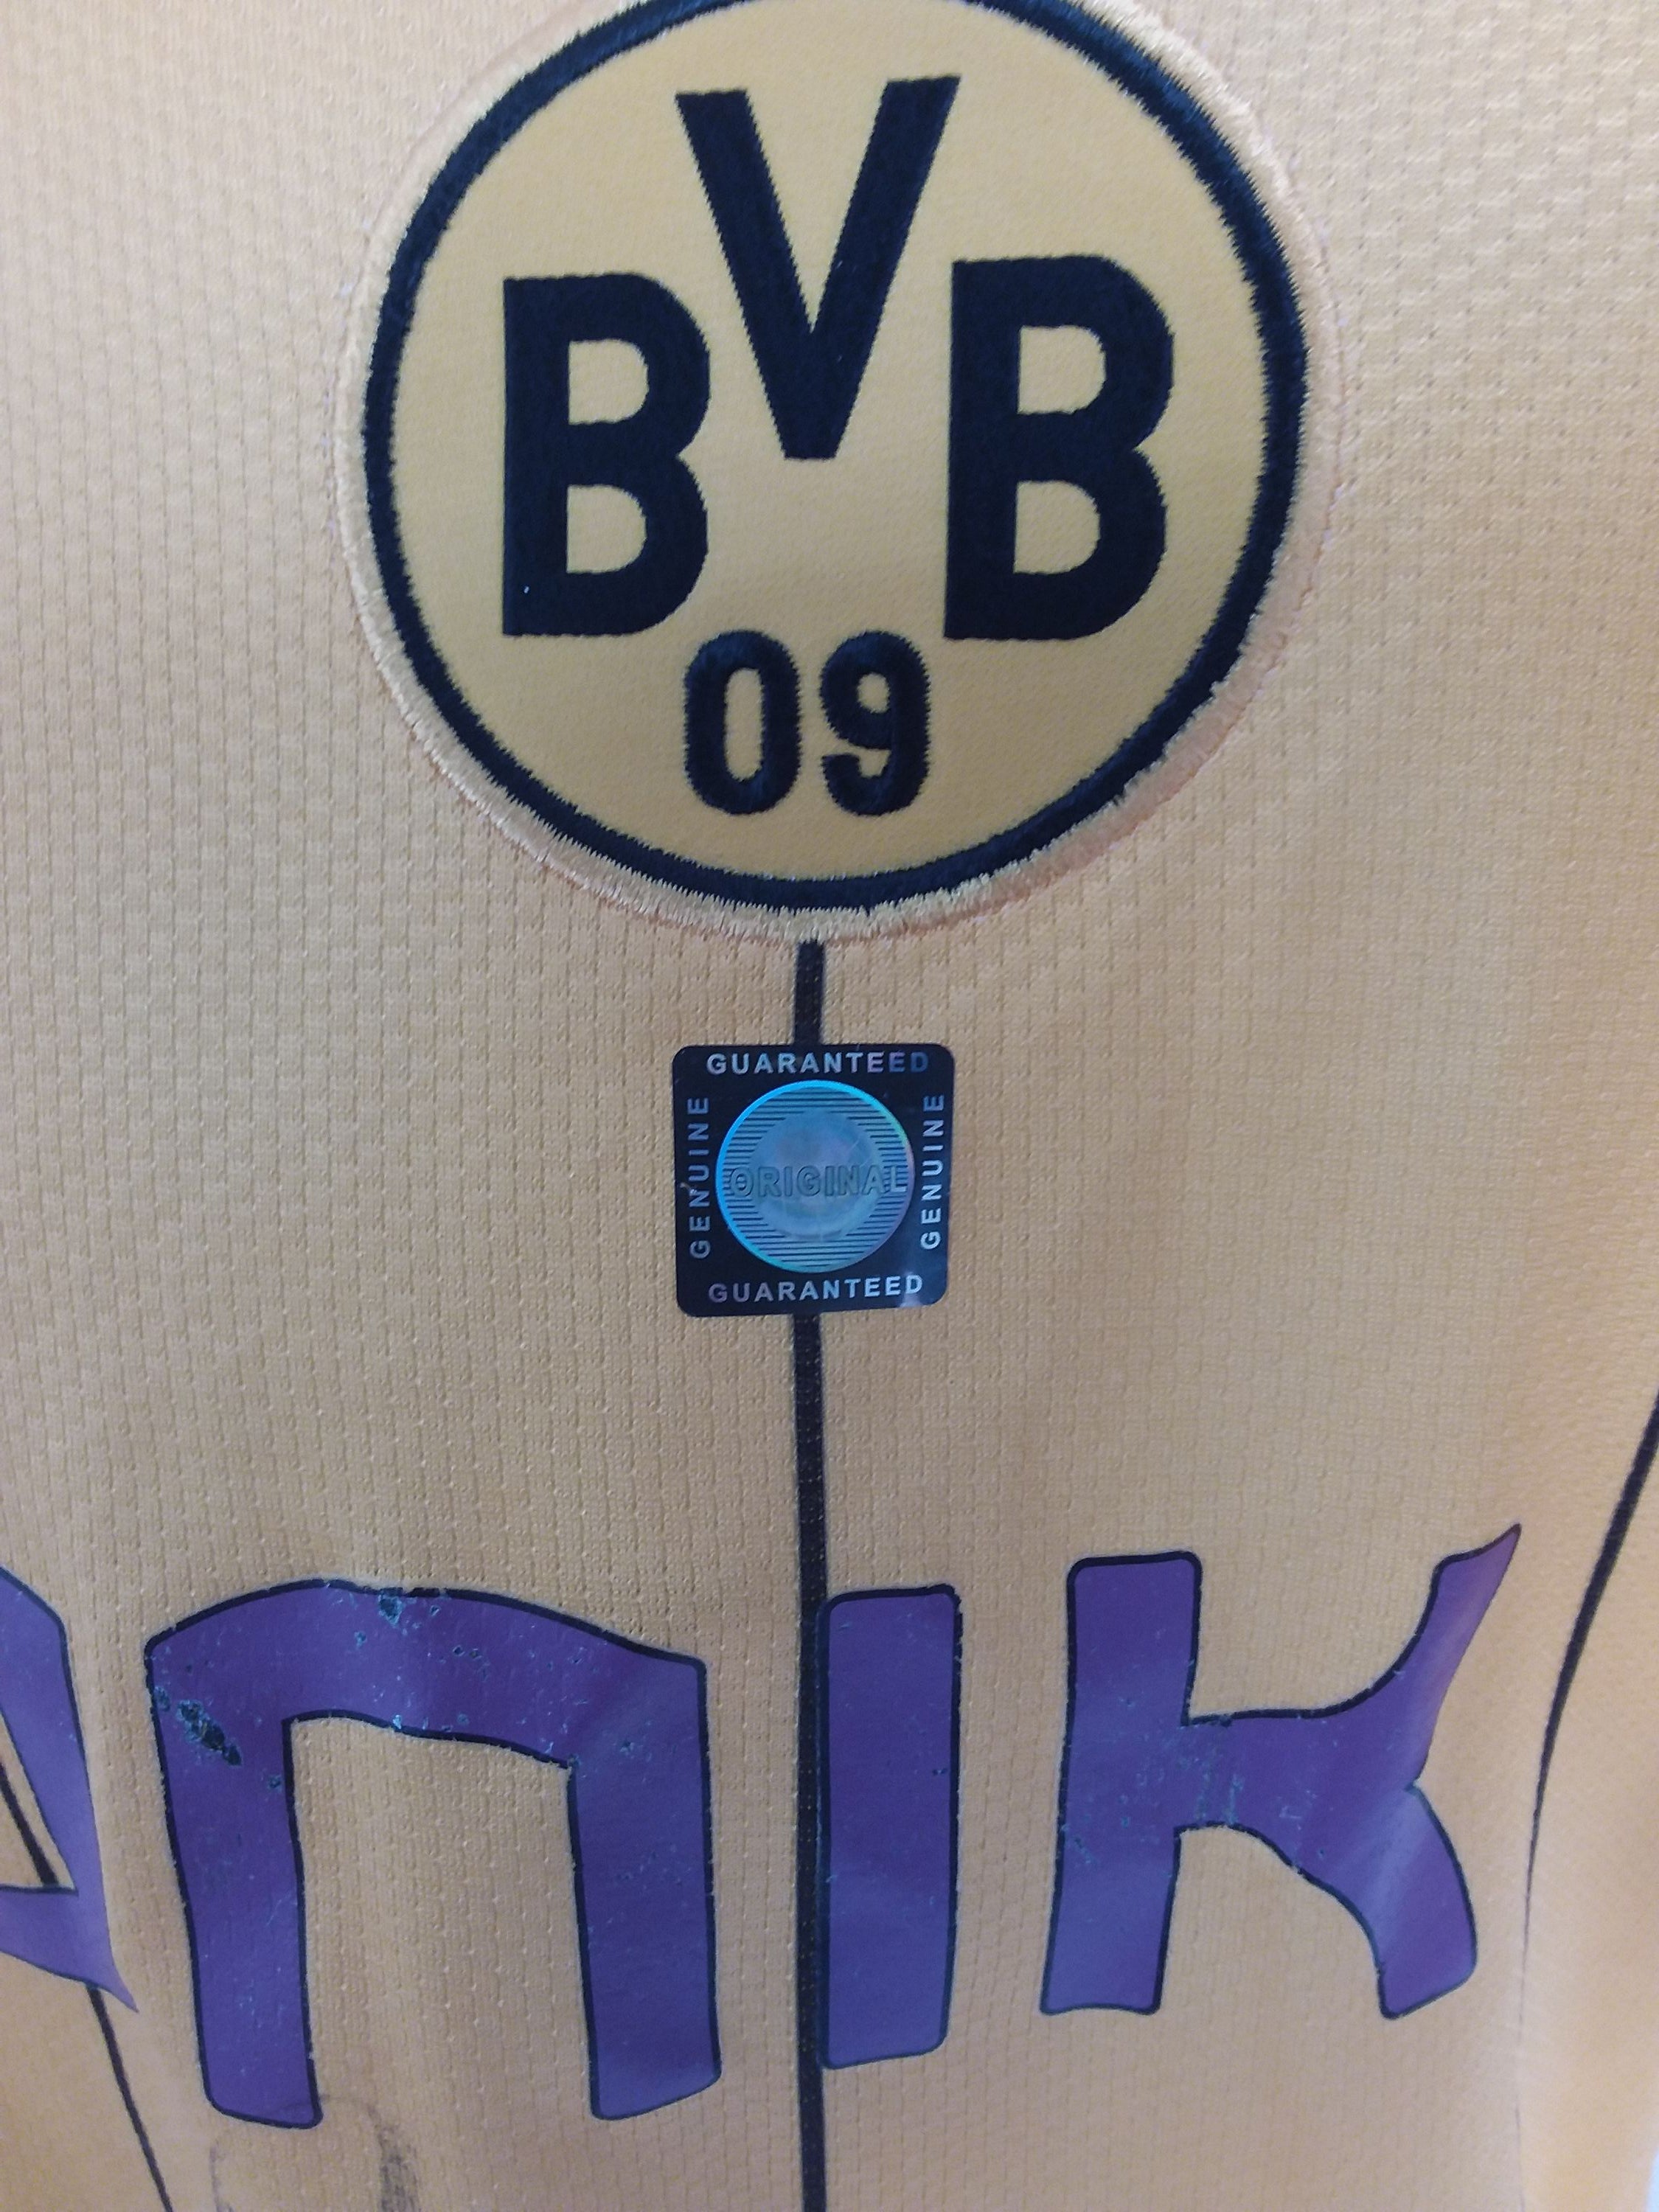 BVB
09
GUARANTEED
GENUINE
ORIGINAL
GENUINE
GUARANTEED
NIK